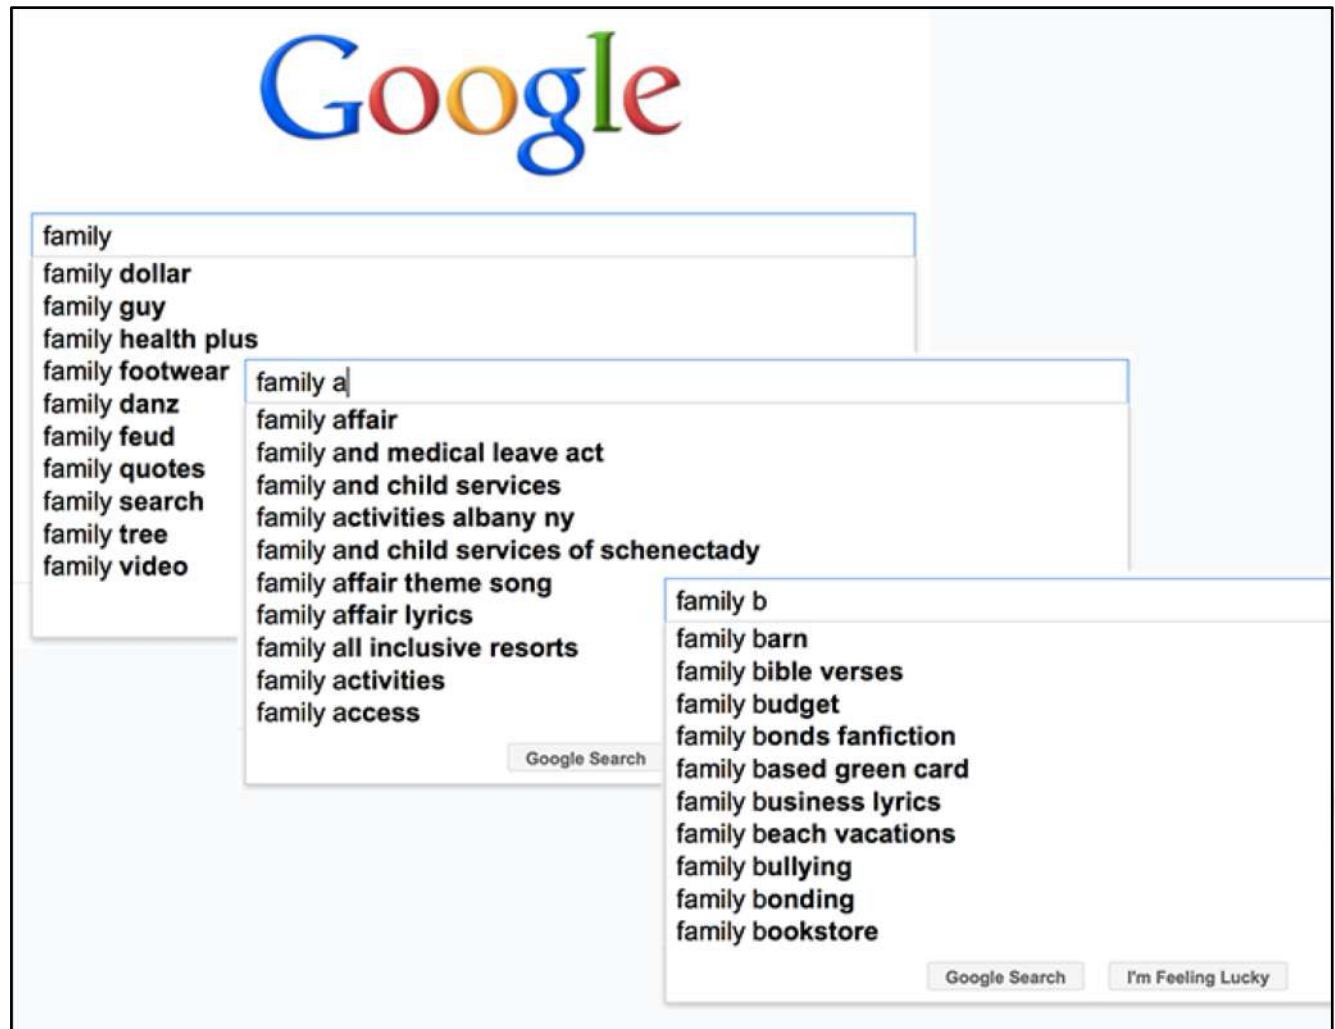 Google
family
family dollar
family guy
family health plus
family footwear
family danz
family feud
family quotes
family search
family tree
family video
family a
family affair
family and medical leave act
family and child services
family activities albany ny
family and child services of schenectady
family affair theme song
family affair lyrics
family all inclusive resorts
family activities
family access
Google Search
family b
family barn
family bible verses
family budget
family bonds fanfiction
family based green card
family business lyrics
family beach vacations
family bullying
family bonding
family bookstore
Google Search I'm Feeling Lucky